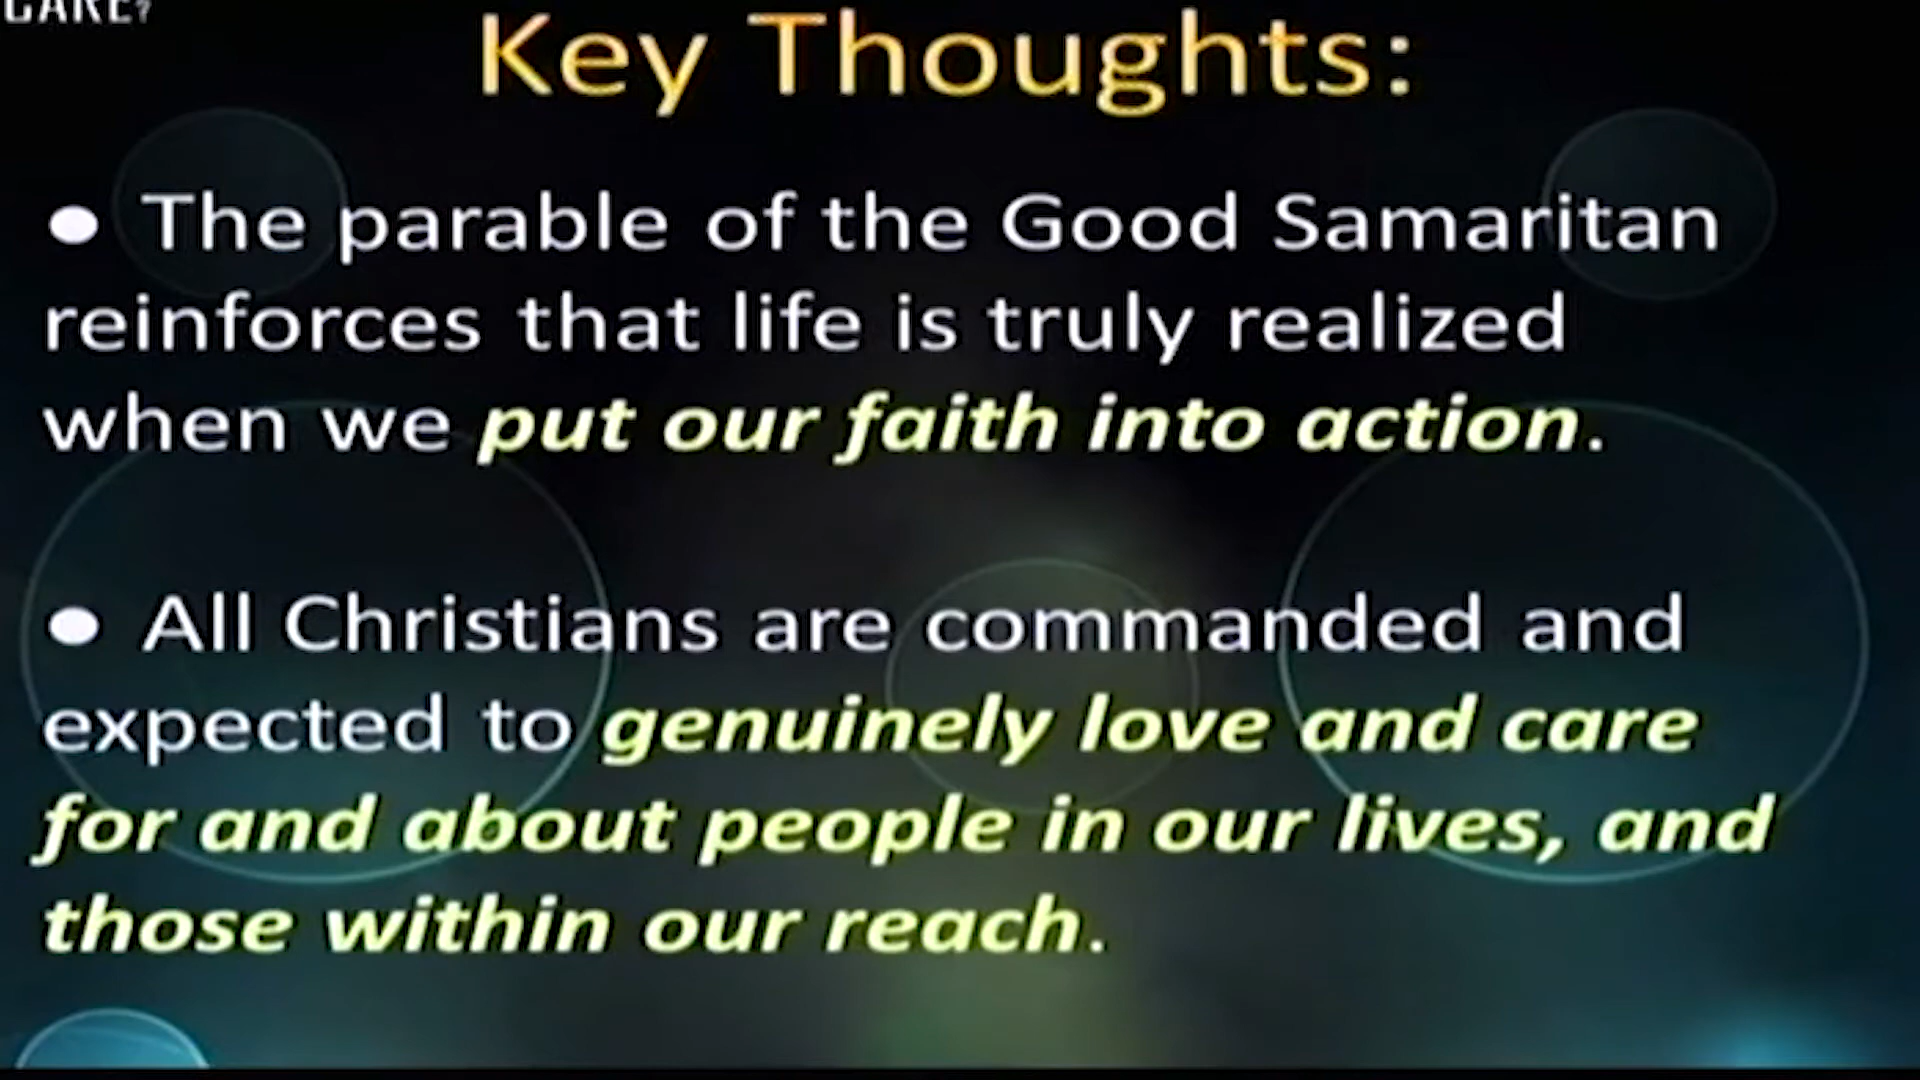 CARE?
Key Thoughts:
● The parable of the Good Samaritan
reinforces that life is truly realized
when we put our faith into action.
● All Christians are commanded and
expected to genuinely love and care
for and about people in our lives, and
those within our reach.